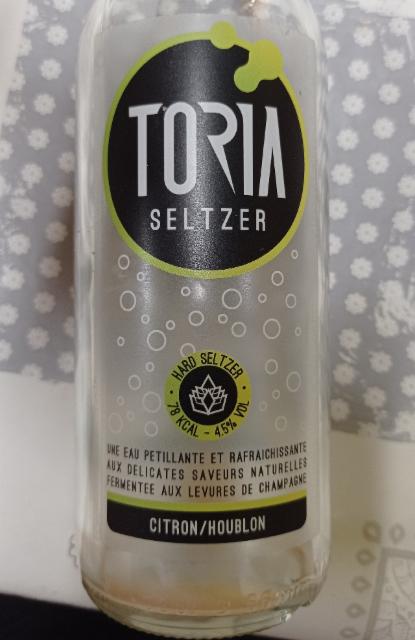 TORIA
SELTZER
HARD SELTZER
78 KCAL - 4.5% VOL
UNE EAU PETILLANTE ET RAFRAICHISSANTE
AUX DELICATES SAVEURS NATURELLES
FERMENTEE AUX LEVURES DE CHAMPAGNE
CITRON/HOUBLON